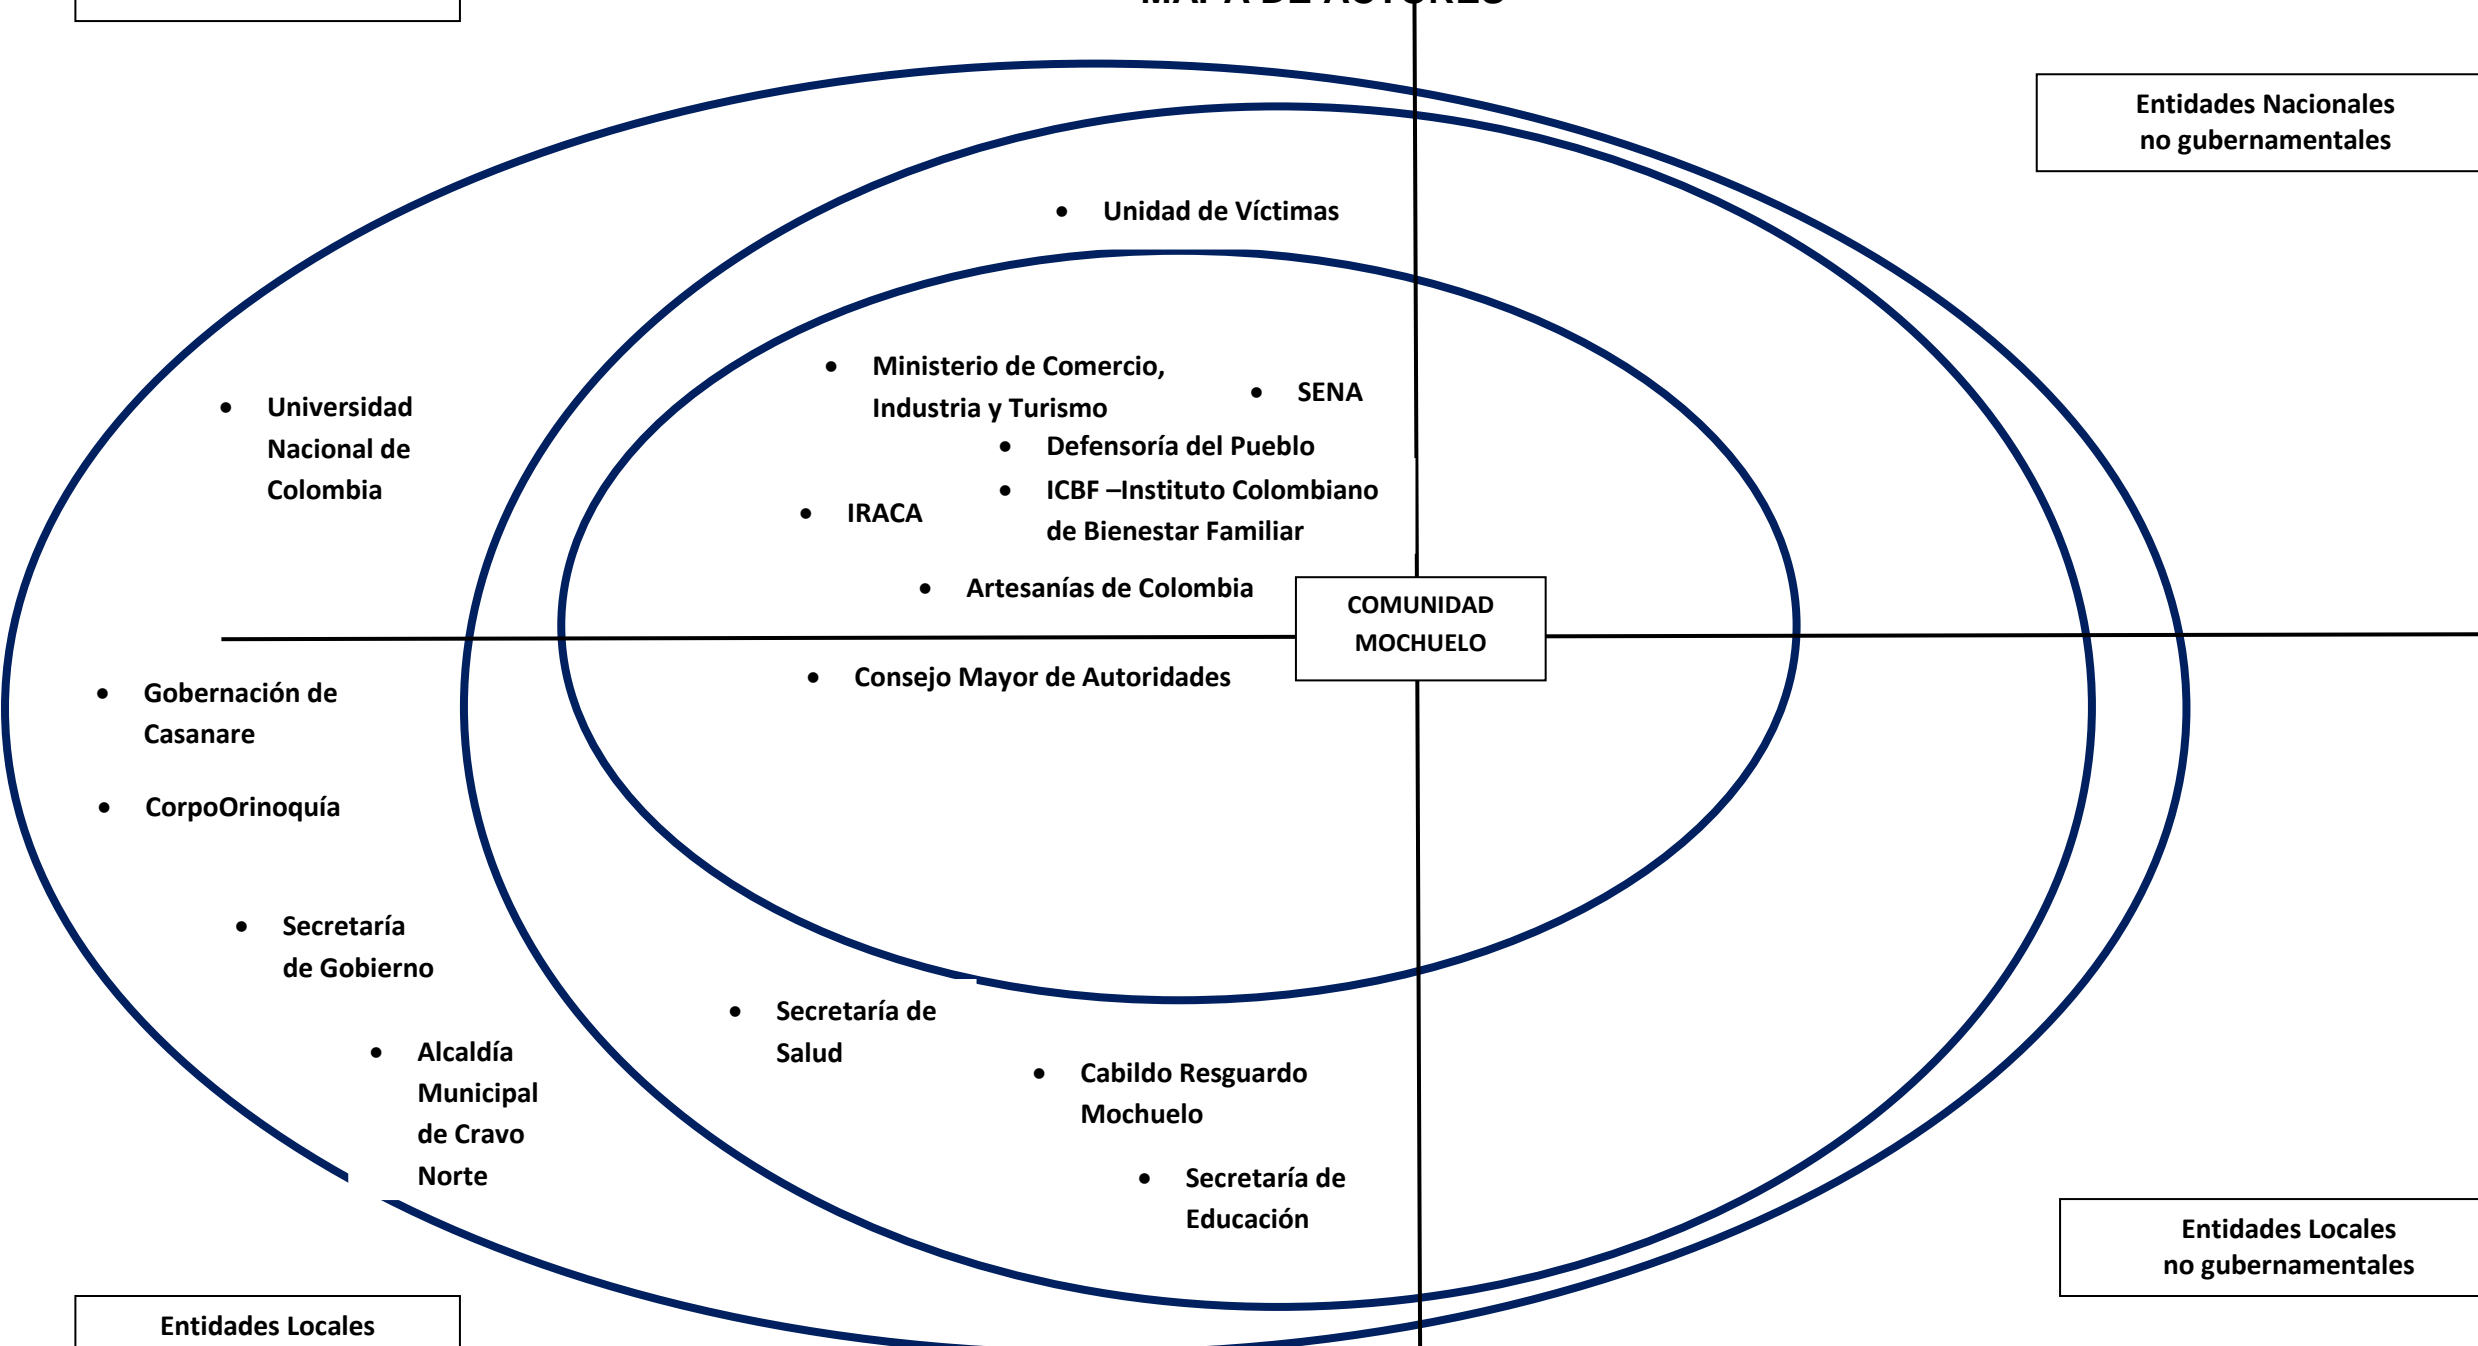 MAPA DE ACTORES
Entidades Nacionales
no gubernamentales
• Unidad de Víctimas
• Ministerio de Comercio,
Industria y Turismo
• SENA
• Universidad
Nacional de
Colombia
• Defensoría del Pueblo
• ICBF –Instituto Colombiano
de Bienestar Familiar
• IRACA
• Artesanías de Colombia
COMUNIDAD
MOCHUELO
• Consejo Mayor de Autoridades
• Gobernación de
Casanare
• CorpoOrinoquía
• Secretaría
de Gobierno
• Secretaría de
Salud
• Alcaldía
Municipal
de Cravo
Norte
• Cabildo Resguardo
Mochuelo
• Secretaría de
Educación
Entidades Locales
no gubernamentales
Entidades Locales